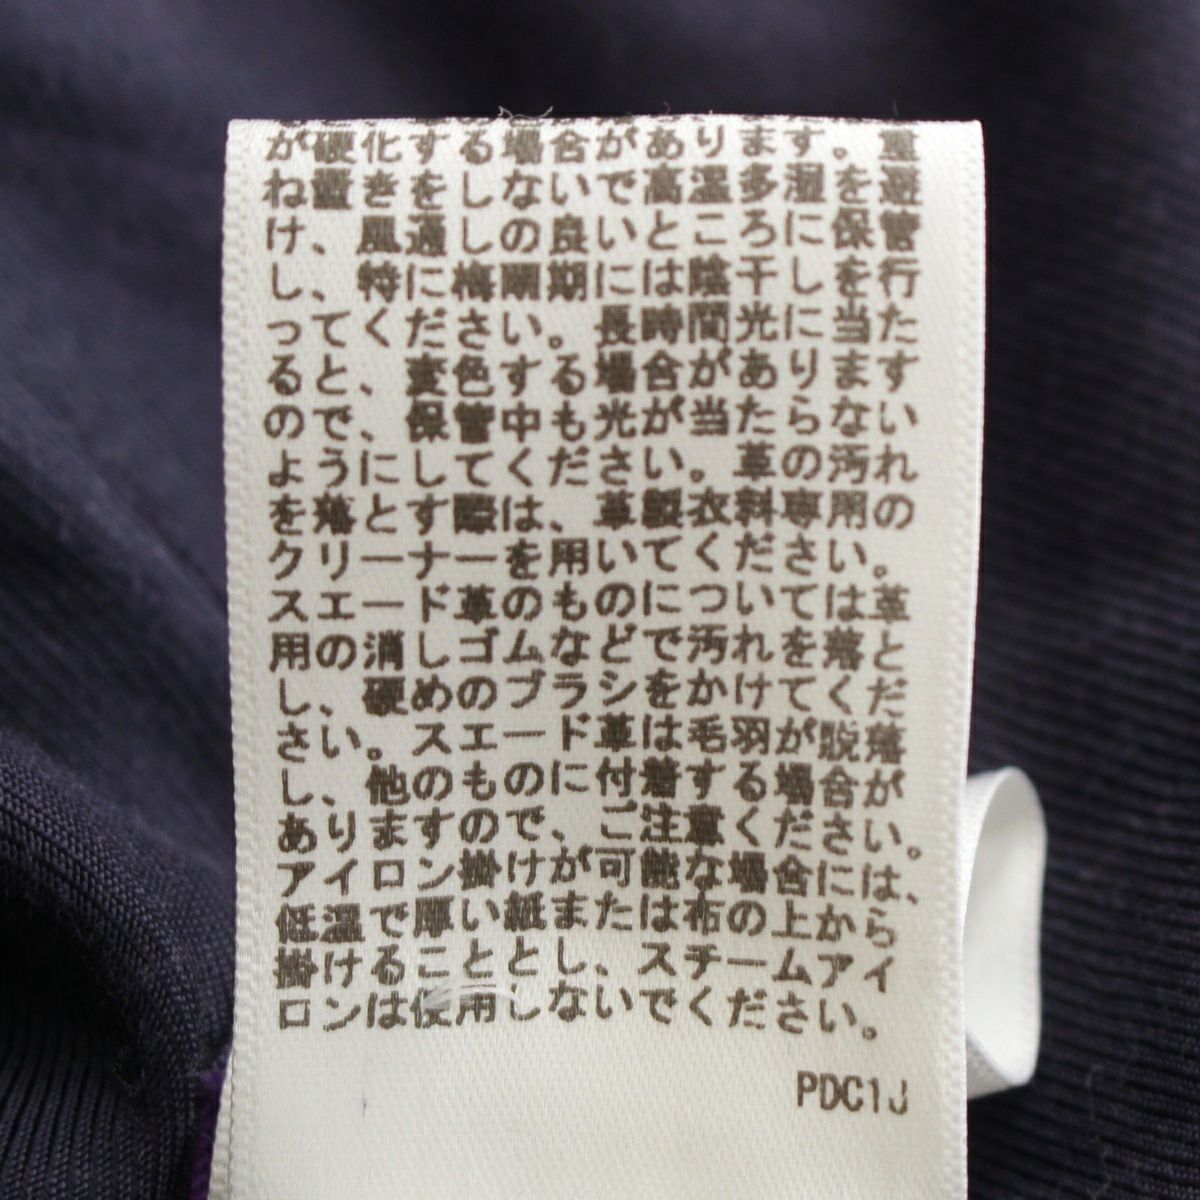 が硬化する場合があります。重
ね置きをしないで高温多湿を避
け、風通しの良いところに保管
し、特に梅雨期には陰干しを行
ってください。長時間光に当た
ると、変色する場合があります
ので、保管中も光が当たらない
ようにしてください。革の汚れ
を落とす際は、革製衣料専用の
クリーナーを用いてください。
スエード革のものについては革
用の消しゴムなどで汚れを落と
し、硬めのブラシをかけてくだ
さい。スエード革は毛羽が脱落
し、他のものに付着する場合が
ありますので、ご注意ください。
アイロン掛けが可能な場合には、
低温で厚い紙または布の上から
掛けることとし、スチームアイ
ロンは使用しないでください。
PDC1J